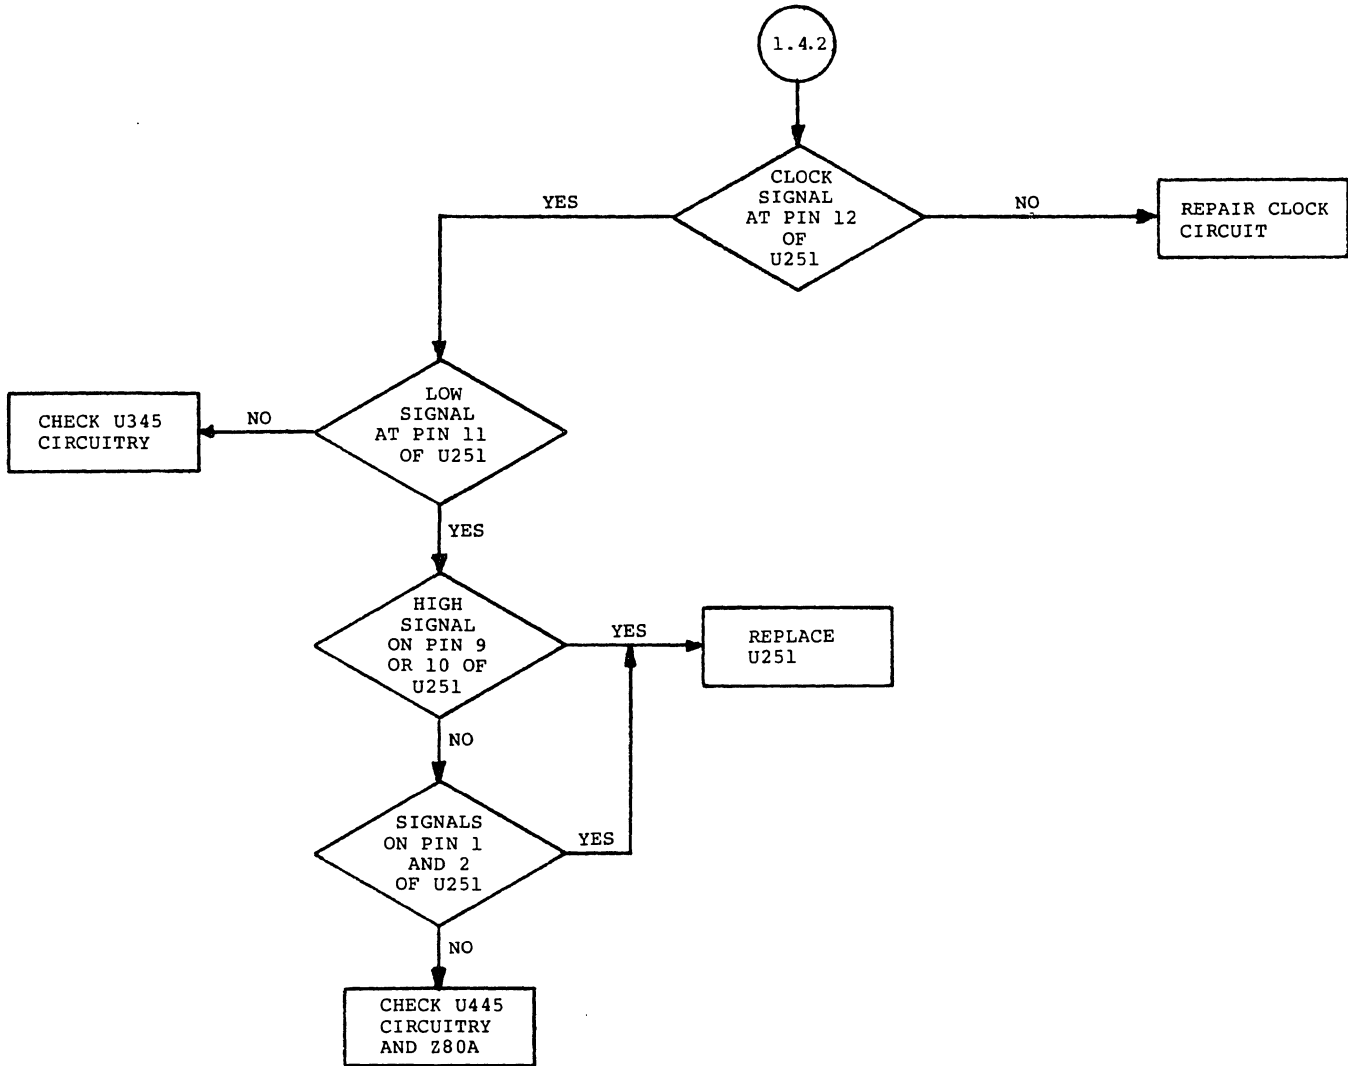 1.4.2
CLOCK
SIGNAL
AT PIN 12
OF
U251
YES
NO
REPAIR CLOCK
CIRCUIT
LOW
SIGNAL
AT PIN 11
OF U251
NO
CHECK U345
CIRCUITRY
YES
HIGH
SIGNAL
ON PIN 9
OR 10 OF
U251
YES
REPLACE
U251
NO
SIGNALS
ON PIN 1
AND 2
OF U251
YES
NO
CHECK U445
CIRCUITRY
AND Z80A